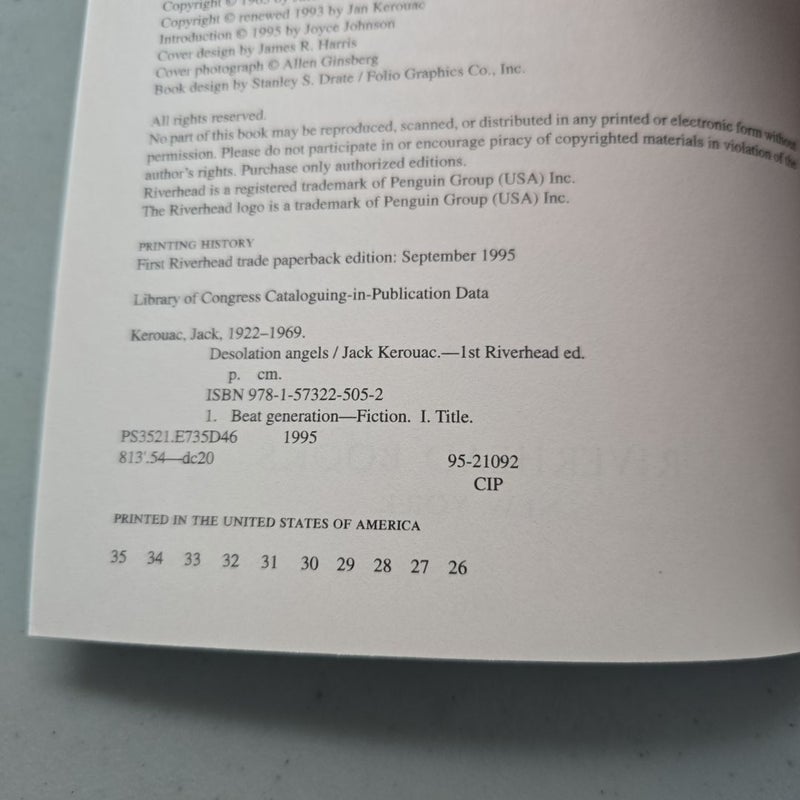 Copyright ©
Copyright © renewed 1993 by Jan Kerouac
Introduction © 1995 by Joyce Johnson
Cover design by James R. Harris
Cover photograph © Allen Ginsberg
Book design by Stanley S. Drate / Folio Graphics Co., Inc.
All rights reserved.
No part of this book may be reproduced, scanned, or distributed in any printed or electronic form without
permission. Please do not participate in or encourage piracy of copyrighted materials in violation of the
author's rights. Purchase only authorized editions.
Riverhead is a registered trademark of Penguin Group (USA) Inc.
The Riverhead logo is a trademark of Penguin Group (USA) Inc.
PRINTING HISTORY
First Riverhead trade paperback edition: September 1995
Library of Congress Cataloguing-in-Publication Data
Kerouac, Jack, 1922–1969.
Desolation angels / Jack Kerouac.—1st Riverhead ed.
p. cm.
ISBN 978-1-57322-505-2
1. Beat generation—Fiction. I. Title.
PS3521.E735D46 1995
813'.54—dc20 95-21092
CIP
PRINTED IN THE UNITED STATES OF AMERICA
35 34 33 32 31 30 29 28 27 26